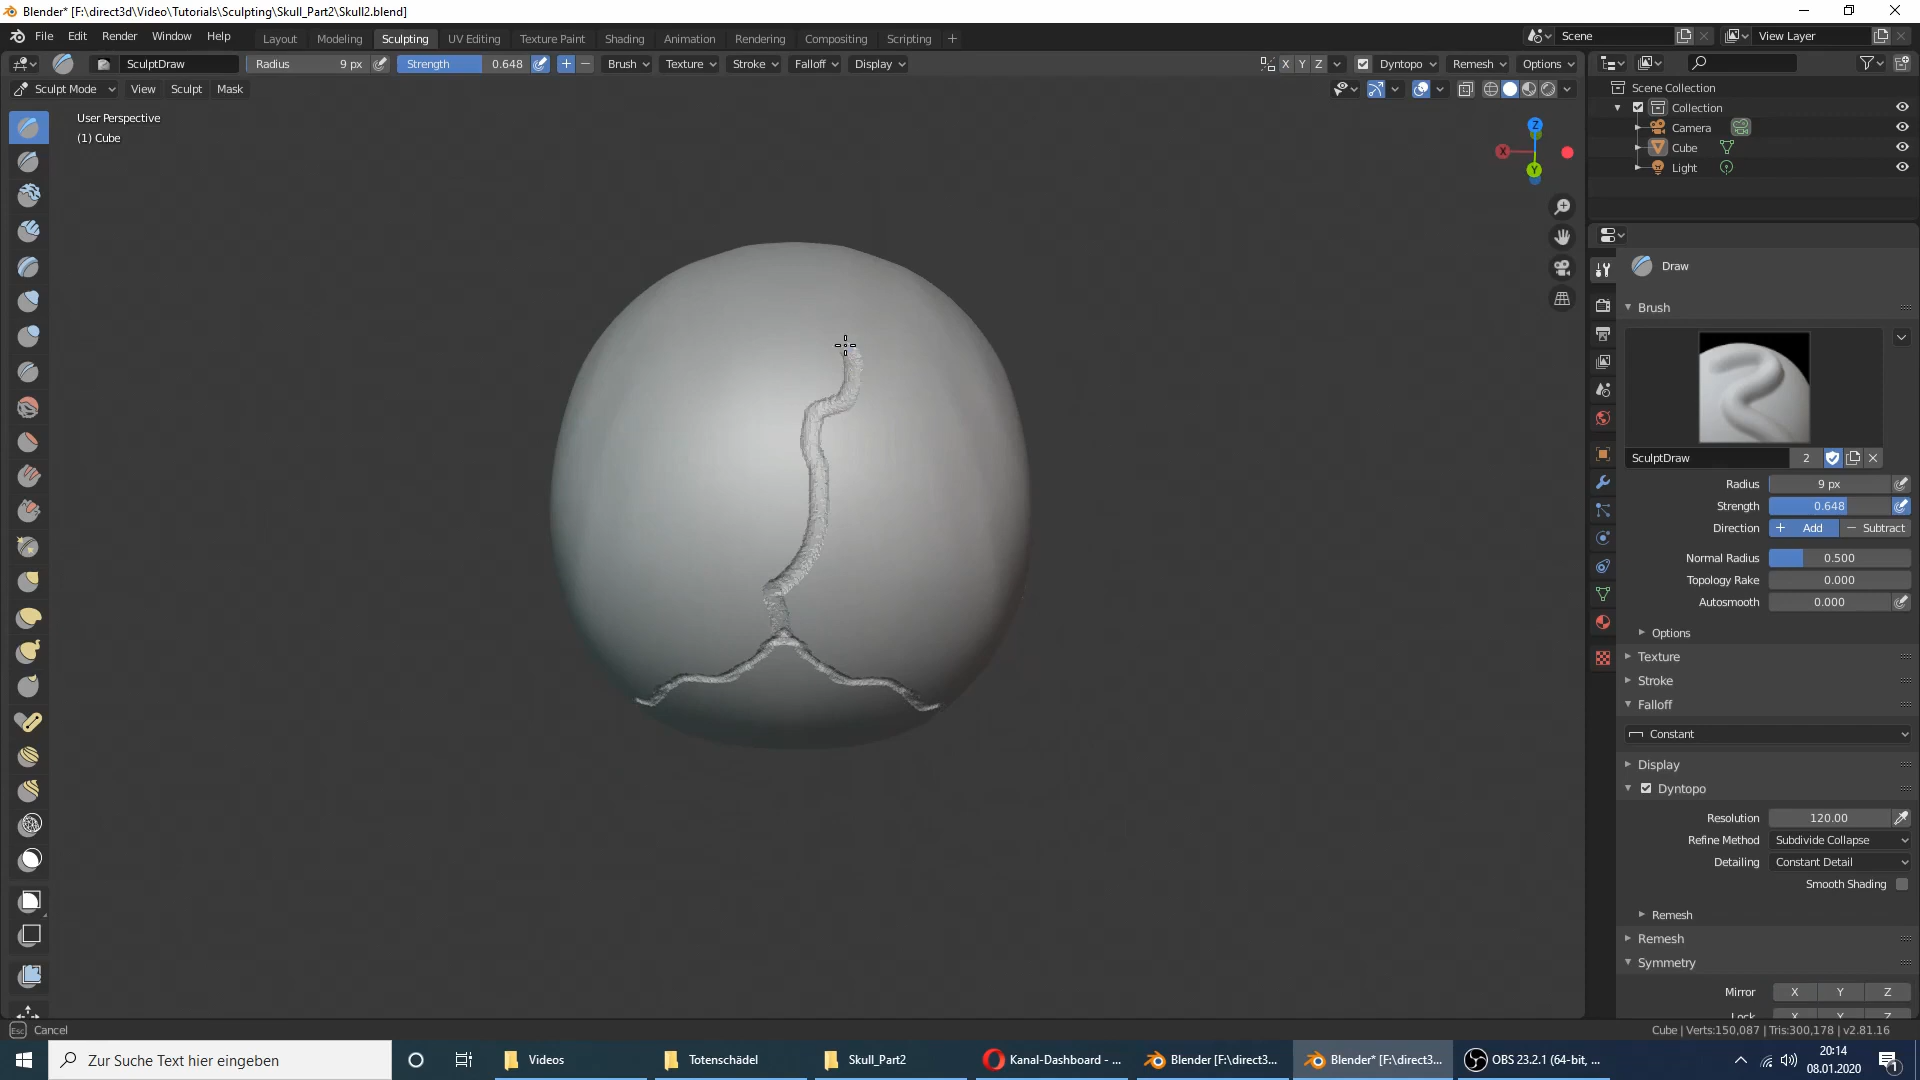 Blender* [F:\direct3d\Video\Tutorials\Sculpting\Skull_Part2\Skull2.blend]
File Edit Render Window Help
Layout Modeling Sculpting UV Editing Texture Paint Shading Animation Rendering Compositing Scripting +
Scene
View Layer
SculptDraw
Radius 9 px
Strength 0.648
Brush Texture Stroke Falloff Display
X Y Z
Dyntopo Remesh Options
Sculpt Mode View Sculpt Mask
User Perspective
(1) Cube
Z
X
Y
Scene Collection
Collection
Camera
Cube
Light
Draw
Brush
SculptDraw 2
Radius 9 px
Strength 0.648
Direction + Add − Subtract
Normal Radius 0.500
Topology Rake 0.000
Autosmooth 0.000
Options
Texture
Stroke
Falloff
Constant
Display
Dyntopo
Resolution 120.00
Refine Method Subdivide Collapse
Detailing Constant Detail
Smooth Shading
Remesh
Remesh
Symmetry
Mirror X Y Z
Lock X Y Z
Esc Cancel
Cube | Verts:150,087 | Tris:300,178 | v2.81.16
Zur Suche Text hier eingeben
Videos
Totenschädel
Skull_Part2
Kanal-Dashboard - ...
Blender [F:\direct3...
Blender* [F:\direct3...
OBS 23.2.1 (64-bit, ...
20:14
08.01.2020
1